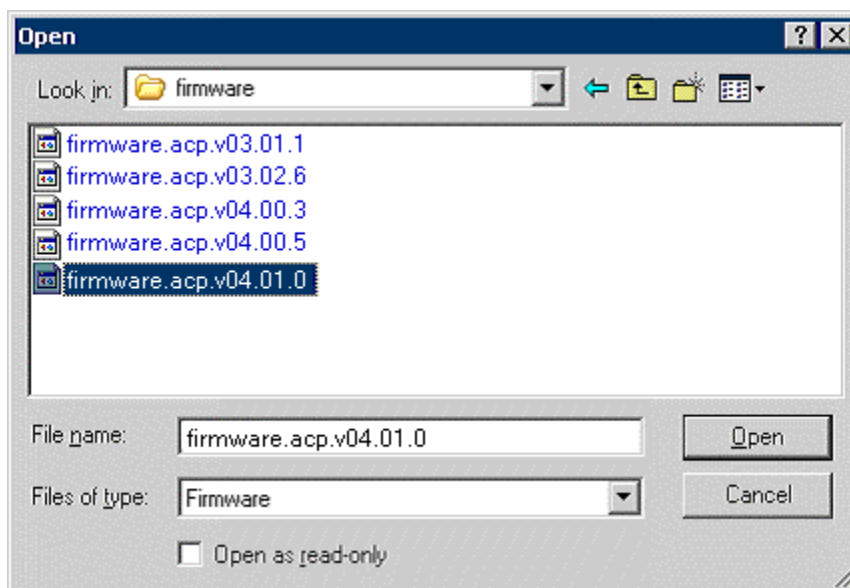 Open
Look in: firmware
firmware.acp.v03.01.1
firmware.acp.v03.02.6
firmware.acp.v04.00.3
firmware.acp.v04.00.5
firmware.acp.v04.01.0
File name: firmware.acp.v04.01.0 Open
Files of type: Firmware Cancel
Open as read-only